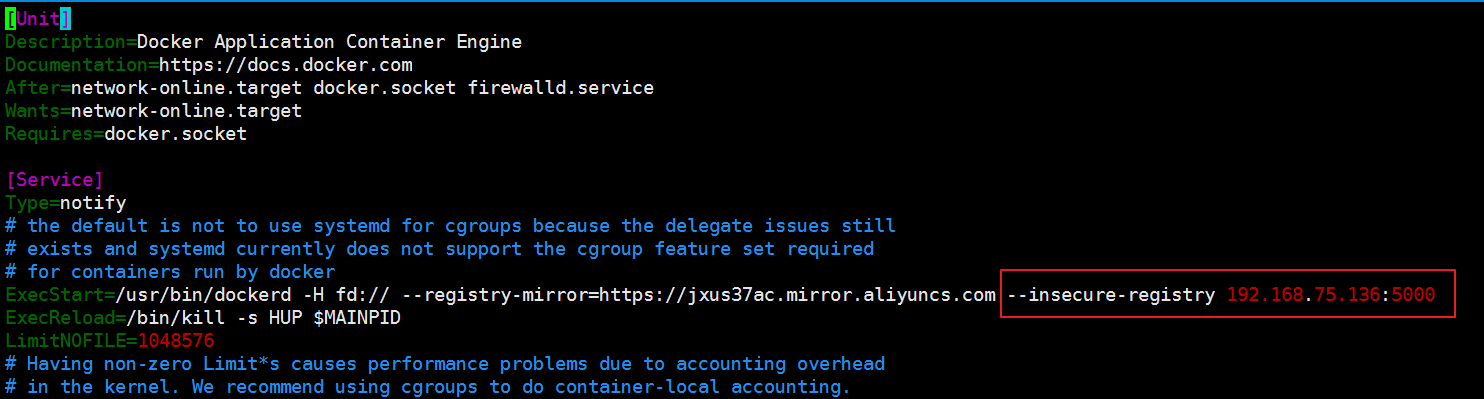 [Unit]
Description=Docker Application Container Engine
Documentation=https://docs.docker.com
After=network-online.target docker.socket firewalld.service
Wants=network-online.target
Requires=docker.socket
[Service]
Type=notify
# the default is not to use systemd for cgroups because the delegate issues still
# exists and systemd currently does not support the cgroup feature set required
# for containers run by docker
ExecStart=/usr/bin/dockerd -H fd:// --registry-mirror=https://jxus37ac.mirror.aliyuncs.com --insecure-registry 192.168.75.136:5000
ExecReload=/bin/kill -s HUP $MAINPID
LimitNOFILE=1048576
# Having non-zero Limit*s causes performance problems due to accounting overhead
# in the kernel. We recommend using cgroups to do container-local accounting.